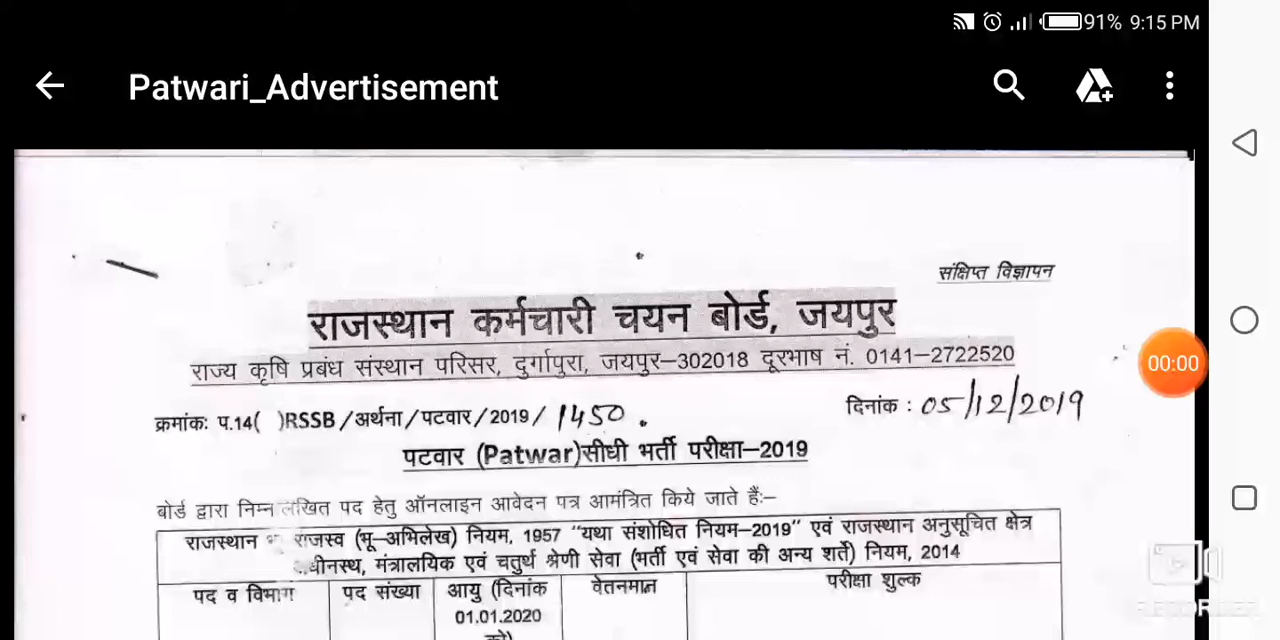 91% 9:15 PM
Patwari_Advertisement
संक्षिप्त विज्ञापन
राजस्थान कर्मचारी चयन बोर्ड, जयपुर
राज्य कृषि प्रबंध संस्थान परिसर, दुर्गापुरा, जयपुर–302018 दूरभाष नं. 0141–2722520
क्रमांकः प.14( )RSSB/अर्थना/पटवार/2019/1450.
दिनांक : 05/12/2019
पटवार (Patwar)सीधी भर्ती परीक्षा–2019
बोर्ड द्वारा निम्नलिखित पद हेतु ऑनलाइन आवेदन पत्र आमंत्रित किये जाते हैं:–
राजस्थान राजस्व (भू–अभिलेख) नियम, 1957 "यथा संशोधित नियम–2019" एवं राजस्थान अनुसूचित क्षेत्र
मंत्रालयिक एवं चतुर्थ श्रेणी सेवा (भर्ती एवं सेवा की अन्य शर्ते) नियम, 2014
पद व विभाग पद संख्या आयु (दिनांक वेतनमान परीक्षा शुल्क
01.01.2020
को)
00:00
RECORDER